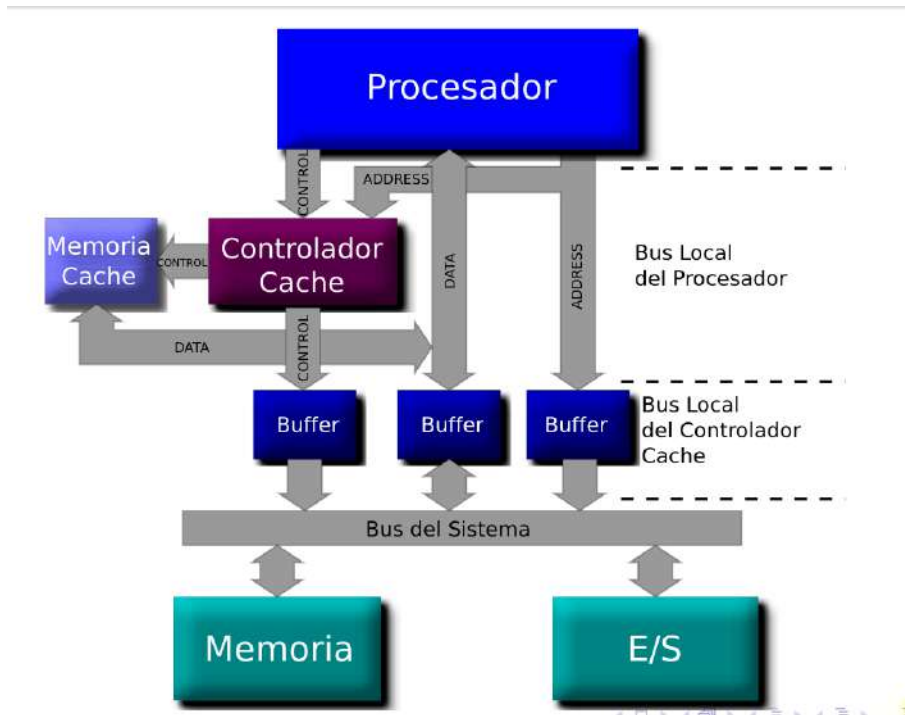 Procesador
CONTROL
ADDRESS
Memoria
Cache
CONTROL
Controlador
Cache
DATA
ADDRESS
Bus Local
del Procesador
DATA
CONTROL
Buffer
Buffer
Buffer
Bus Local
del Controlador
Cache
Bus del Sistema
Memoria
E/S